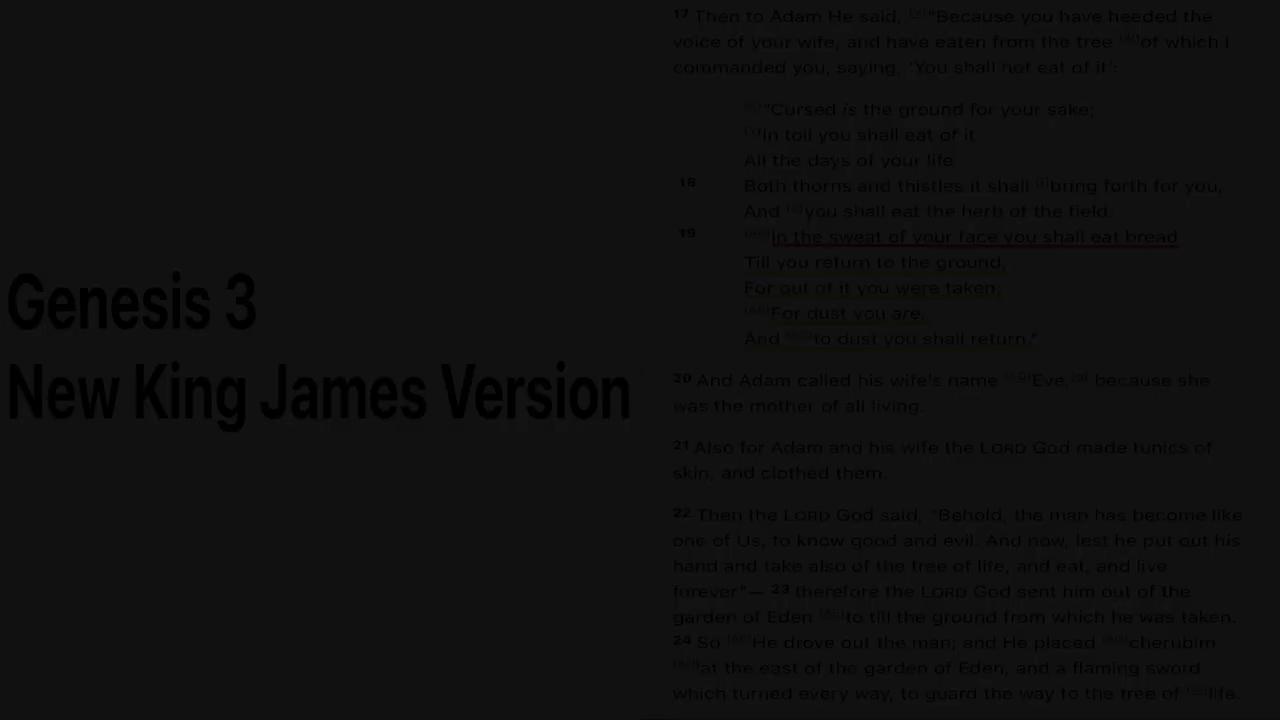 Genesis 3
New King James Version
17 Then to Adam He said, "Because you have heeded the
voice of your wife, and have eaten from the tree of which I
commanded you, saying, 'You shall not eat of it':
"Cursed is the ground for your sake;
In toil you shall eat of it
All the days of your life
18 Both thorns and thistles it shall bring forth for you,
And you shall eat the herb of the field.
19 In the sweat of your face you shall eat bread
Till you return to the ground,
For out of it you were taken;
For dust you are,
And to dust you shall return."
20 And Adam called his wife's name Eve, because she
was the mother of all living.
21 Also for Adam and his wife the LORD God made tunics of
skin, and clothed them.
22 Then the LORD God said, "Behold, the man has become like
one of Us, to know good and evil. And now, lest he put out his
hand and take also of the tree of life, and eat, and live
forever"— 23 therefore the LORD God sent him out of the
garden of Eden to till the ground from which he was taken.
24 So He drove out the man; and He placed cherubim
at the east of the garden of Eden, and a flaming sword
which turned every way, to guard the way to the tree of life.